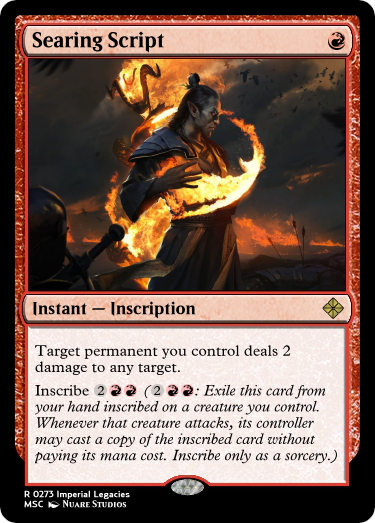 Searing Script
Instant — Inscription
Target permanent you control deals 2
damage to any target.
Inscribe 2 (2: Exile this card from
your hand inscribed on a creature you control.
Whenever that creature attacks, its controller
may cast a copy of the inscribed card without
paying its mana cost. Inscribe only as a sorcery.)
R 0273 Imperial Legacies
MSC Nuare Studios